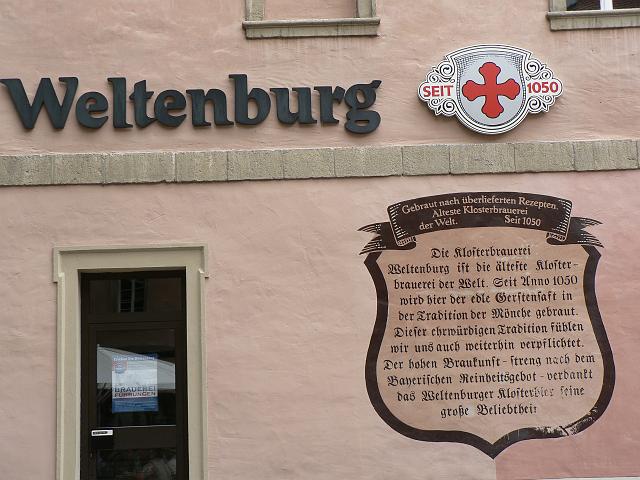 Weltenburg
SEIT 1050
Gebraut nach überlieferten Rezepten.
Älteste Klosterbrauerei
der Welt. Seit 1050
Die Klosterbrauerei
Weltenburg ist die älteste Kloster-
brauerei der Welt. Seit Anno 1050
wird hier der edle Gerstensaft in
der Tradition der Mönche gebraut.
Dieser ehrwürdigen Tradition fühlen
wir uns auch weiterhin verpflichtet.
Der hohen Braukunst - streng nach dem
Bayerischen Reinheitsgebot - verdankt
das Weltenburger Klosterbier seine
große Beliebthei
BRAUEREI
FÜHRUNGEN